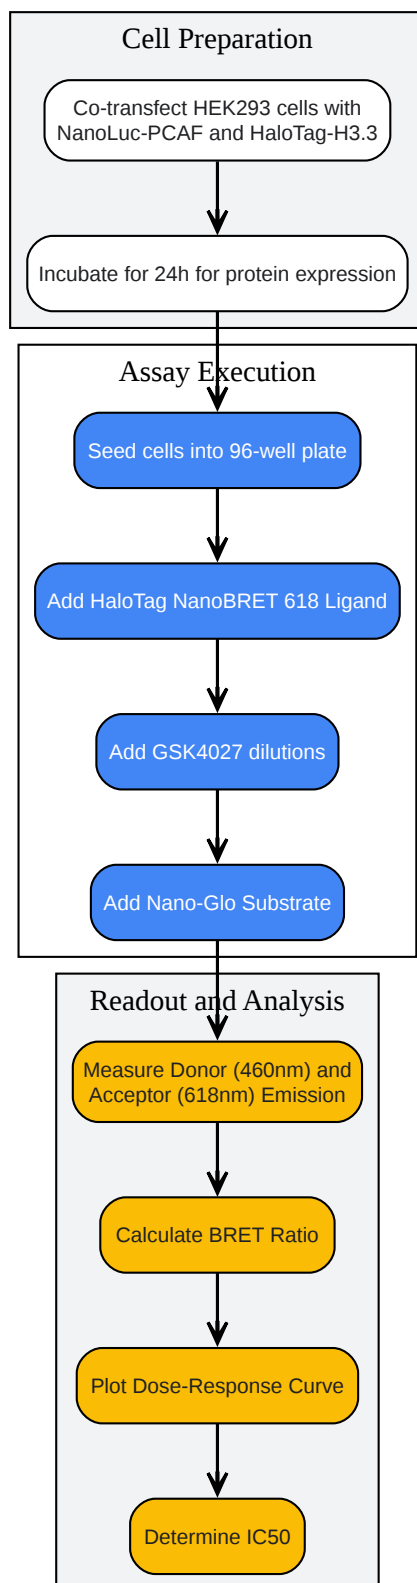 Cell Preparation
Co-transfect HEK293 cells with
NanoLuc-PCAF and HaloTag-H3.3
Incubate for 24h for protein expression
Assay Execution
Seed cells into 96-well plate
Add HaloTag NanoBRET 618 Ligand
Add GSK4027 dilutions
Add Nano-Glo Substrate
Readout and Analysis
Measure Donor (460nm) and
Acceptor (618nm) Emission
Calculate BRET Ratio
Plot Dose-Response Curve
Determine IC50